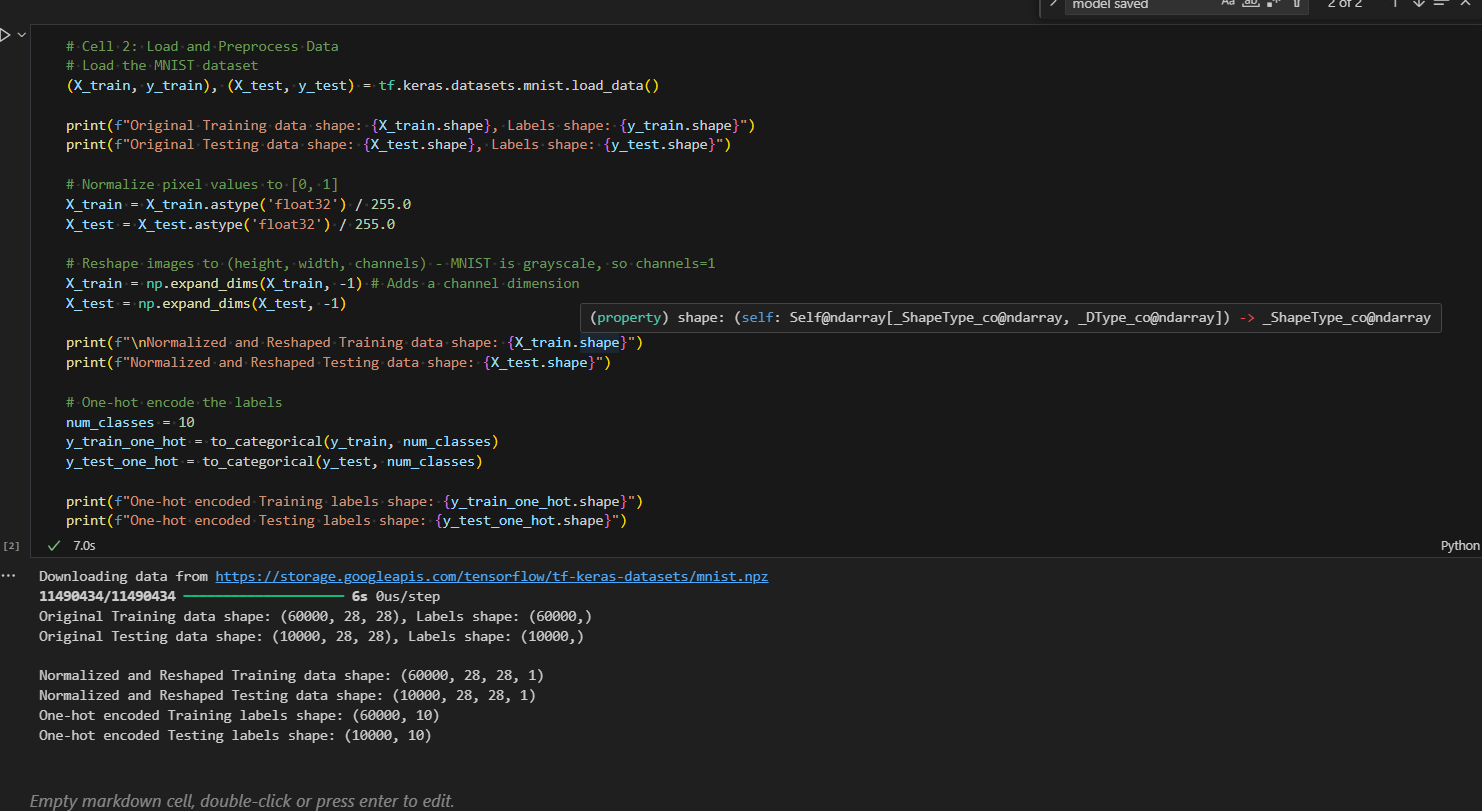 model saved
Aa ab .* 2 of 2
# Cell 2: Load and Preprocess Data
# Load the MNIST dataset
(X_train, y_train), (X_test, y_test) = tf.keras.datasets.mnist.load_data()
print(f"Original Training data shape: {X_train.shape}, Labels shape: {y_train.shape}")
print(f"Original Testing data shape: {X_test.shape}, Labels shape: {y_test.shape}")
# Normalize pixel values to [0, 1]
X_train = X_train.astype('float32') / 255.0
X_test = X_test.astype('float32') / 255.0
# Reshape images to (height, width, channels) - MNIST is grayscale, so channels=1
X_train = np.expand_dims(X_train, -1) # Adds a channel dimension
X_test = np.expand_dims(X_test, -1)
(property) shape: (self: Self@ndarray[_ShapeType_co@ndarray, _DType_co@ndarray]) -> _ShapeType_co@ndarray
print(f"\nNormalized and Reshaped Training data shape: {X_train.shape}")
print(f"Normalized and Reshaped Testing data shape: {X_test.shape}")
# One-hot encode the labels
num_classes = 10
y_train_one_hot = to_categorical(y_train, num_classes)
y_test_one_hot = to_categorical(y_test, num_classes)
print(f"One-hot encoded Training labels shape: {y_train_one_hot.shape}")
print(f"One-hot encoded Testing labels shape: {y_test_one_hot.shape}")
[2] 7.0s Python
Downloading data from https://storage.googleapis.com/tensorflow/tf-keras-datasets/mnist.npz
11490434/11490434 6s 0us/step
Original Training data shape: (60000, 28, 28), Labels shape: (60000,)
Original Testing data shape: (10000, 28, 28), Labels shape: (10000,)
Normalized and Reshaped Training data shape: (60000, 28, 28, 1)
Normalized and Reshaped Testing data shape: (10000, 28, 28, 1)
One-hot encoded Training labels shape: (60000, 10)
One-hot encoded Testing labels shape: (10000, 10)
Empty markdown cell, double-click or press enter to edit.